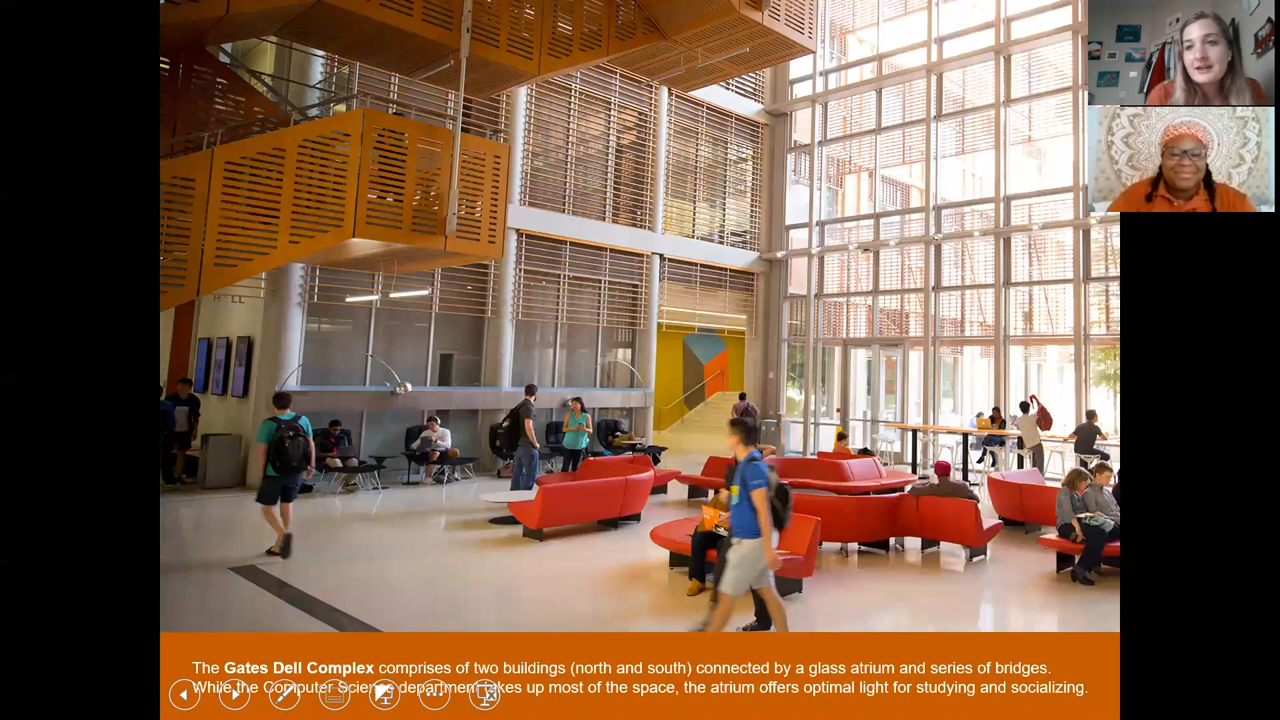 HELL
The Gates Dell Complex comprises of two buildings (north and south) connected by a glass atrium and series of bridges.
While the Computer Science department takes up most of the space, the atrium offers optimal light for studying and socializing.